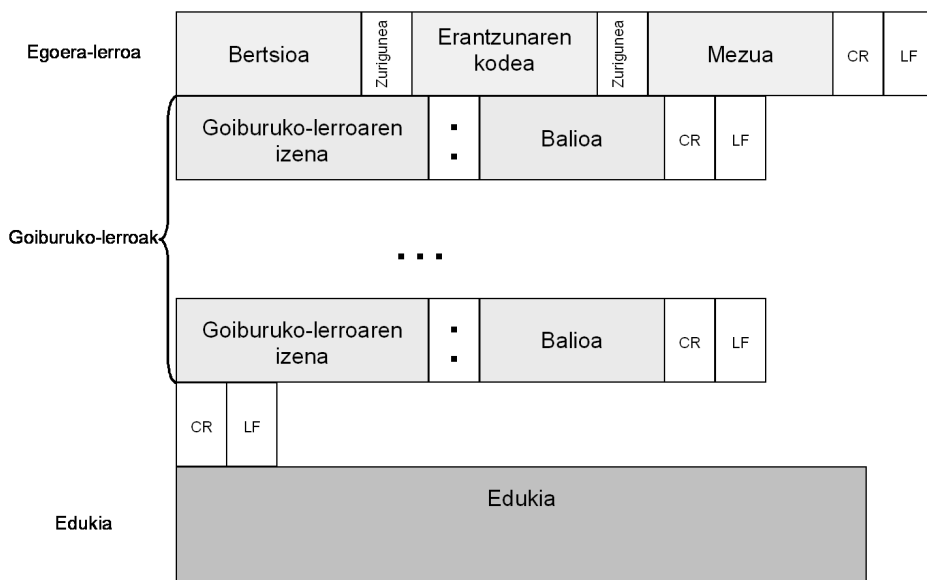 Egoera-lerroa
Bertsioa
Zurigunea
Erantzunaren
kodea
Zurigunea
Mezua
CR
LF
Goiburuko-lerroak
Goiburuko-lerroaren
izena
:
Balioa
CR
LF
...
Goiburuko-lerroaren
izena
:
Balioa
CR
LF
CR
LF
Edukia
Edukia